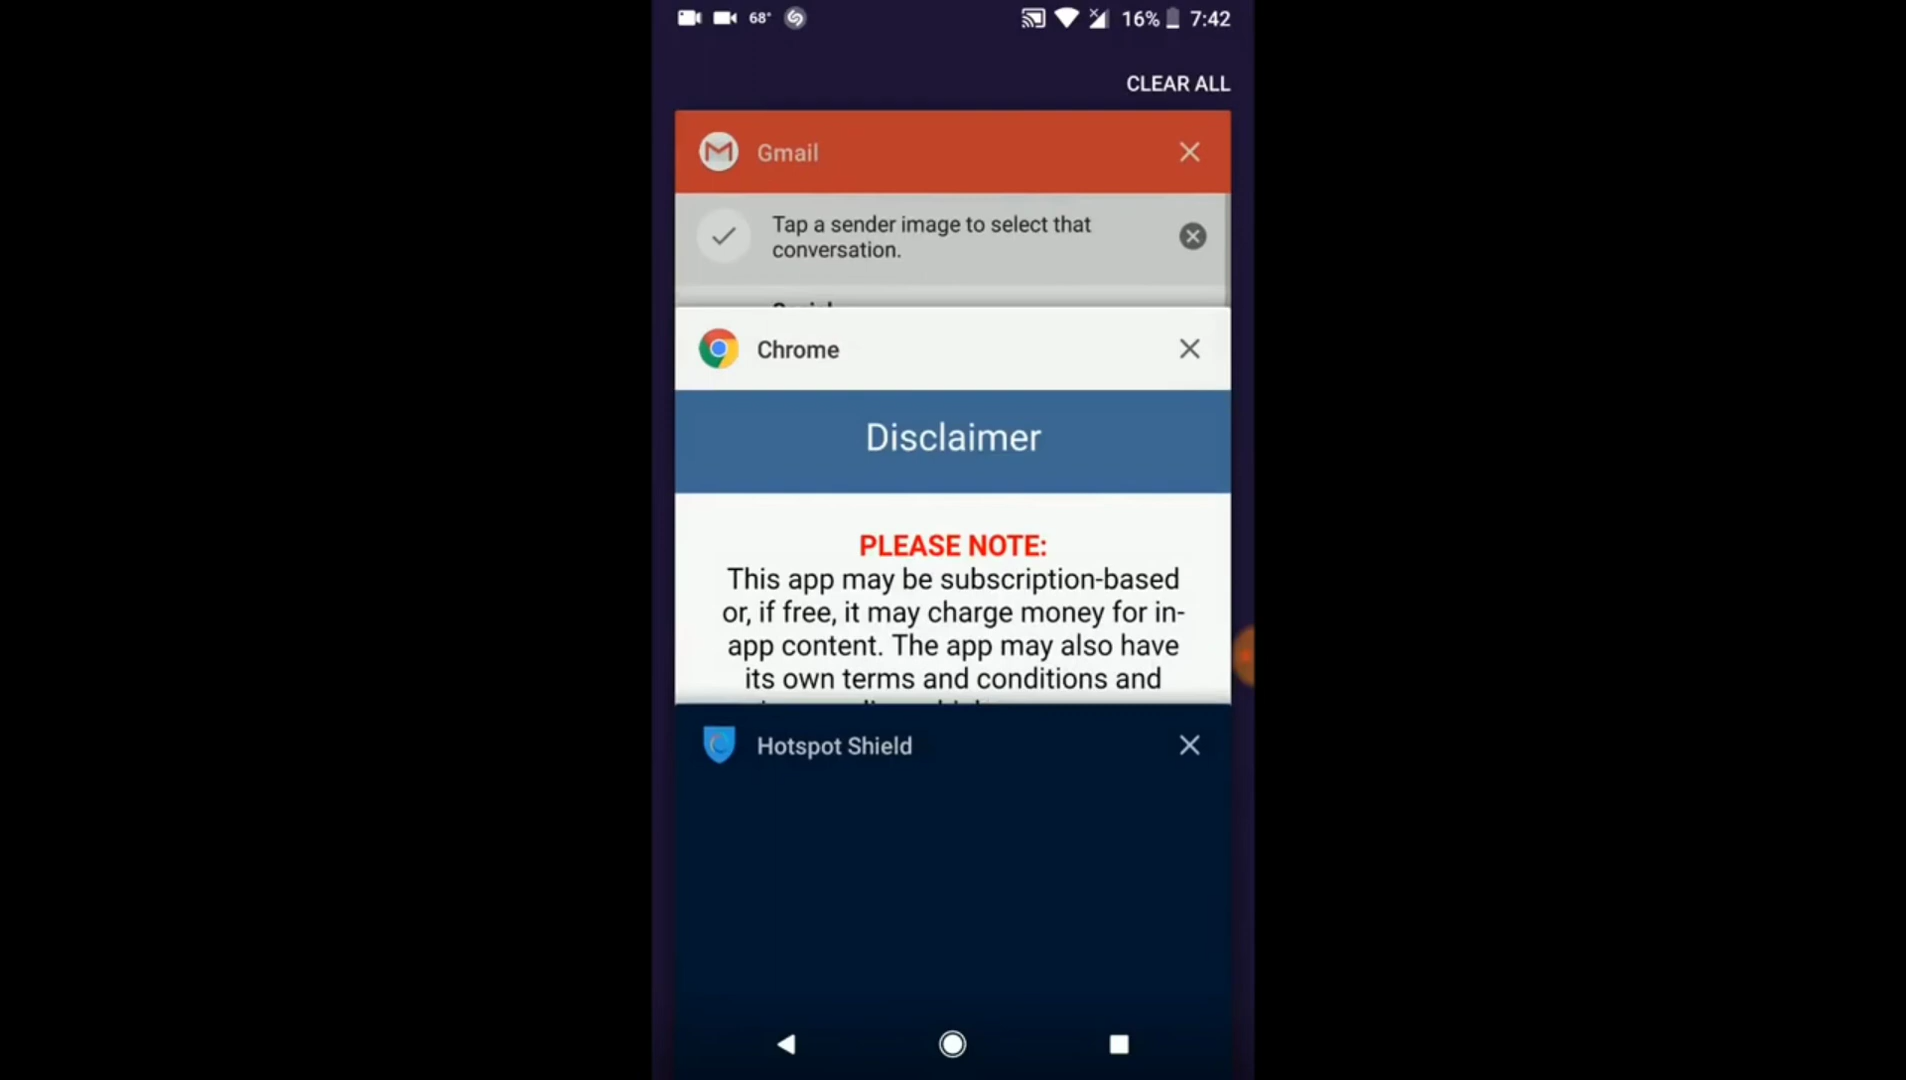 68° 16% 7:42
CLEAR ALL
Gmail
Tap a sender image to select that
conversation.
Chrome
Disclaimer
PLEASE NOTE:
This app may be subscription-based
or, if free, it may charge money for in-
app content. The app may also have
its own terms and conditions and
Hotspot Shield